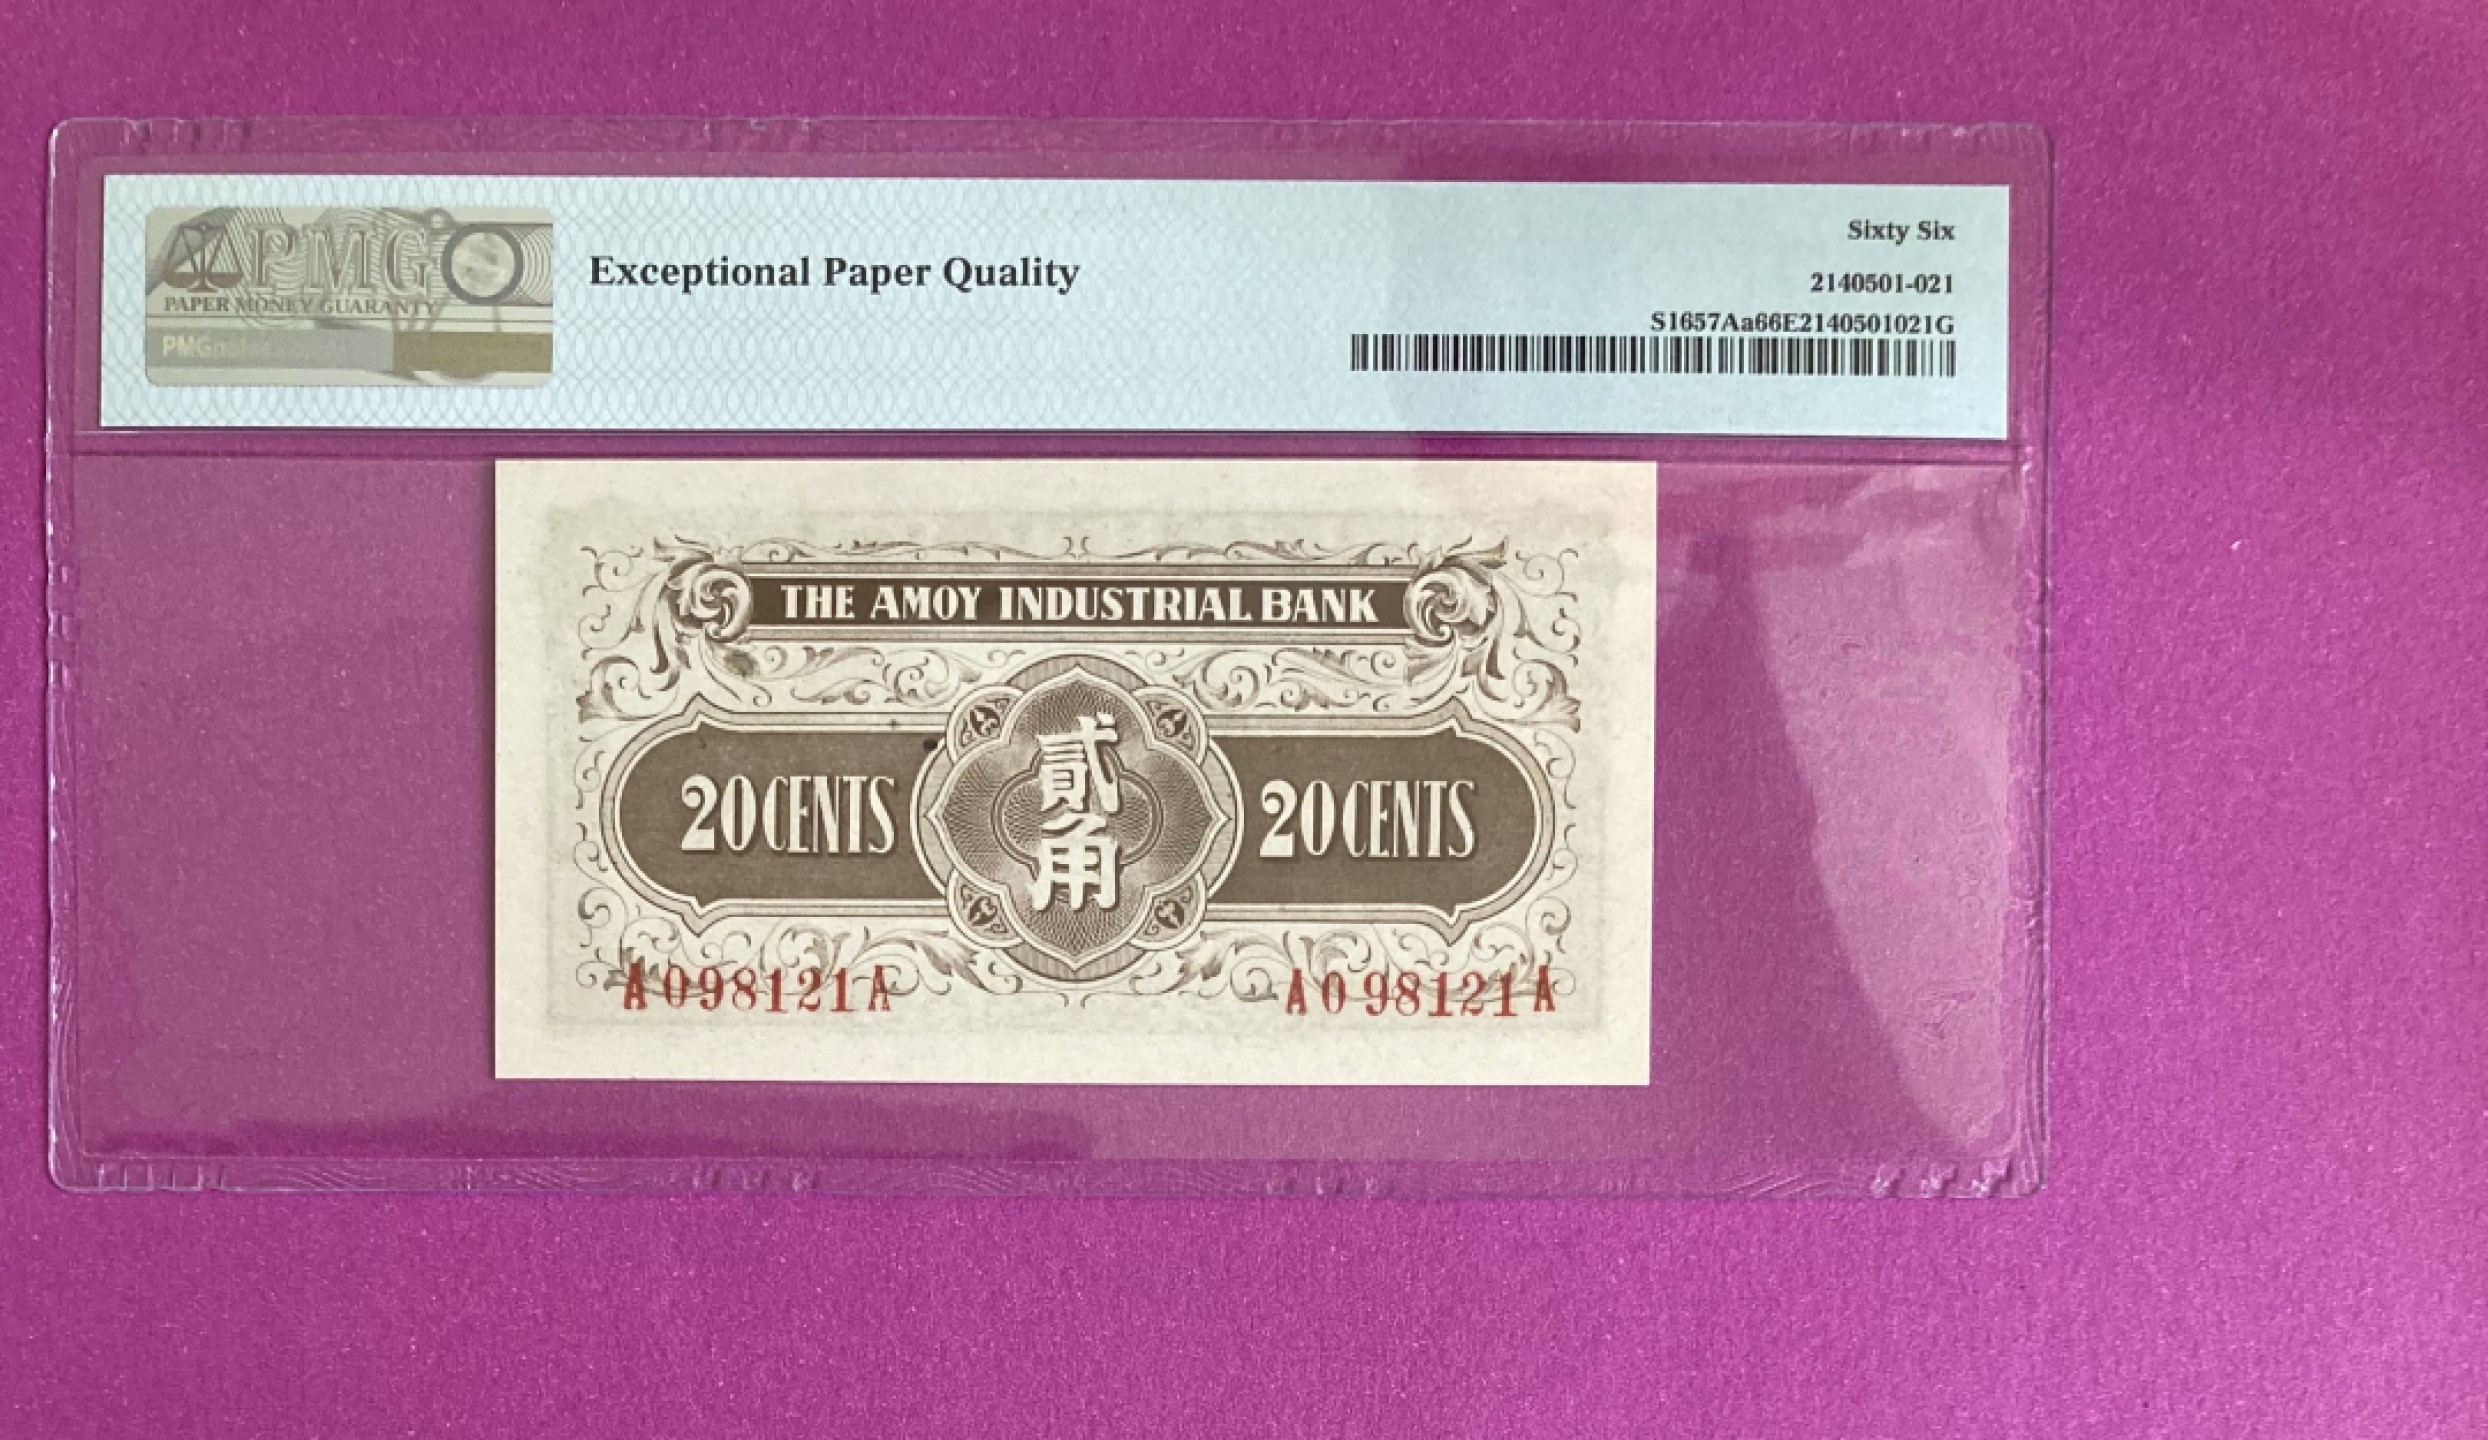 PMG
PAPER MONEY GUARANTY
Exceptional Paper Quality
Sixty Six
2140501-021
S1657Aa66E2140501021G
THE AMOY INDUSTRIAL BANK
20 CENTS
貳角
20 CENTS
A098121A
A098121A